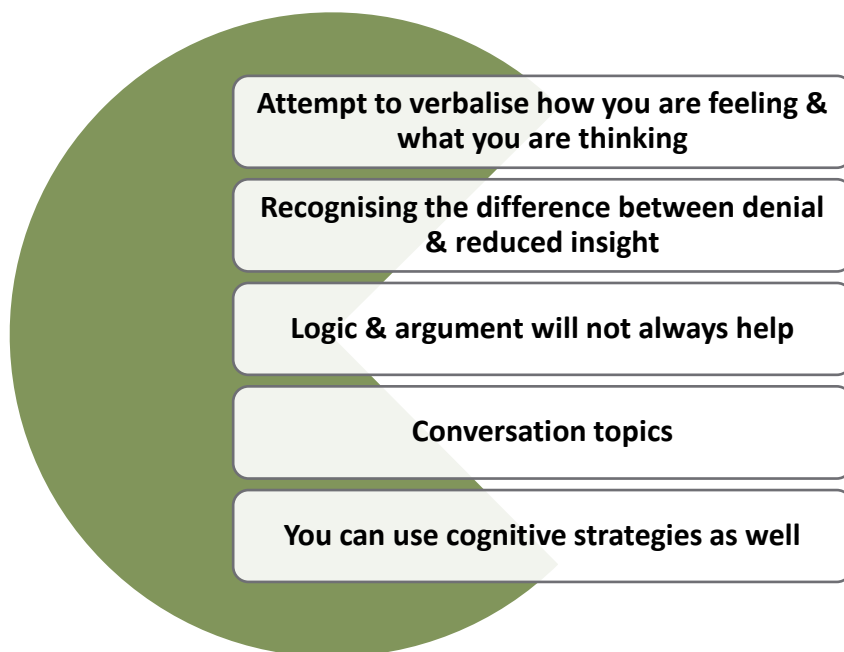 Attempt to verbalise how you are feeling &
what you are thinking
Recognising the difference between denial
& reduced insight
Logic & argument will not always help
Conversation topics
You can use cognitive strategies as well